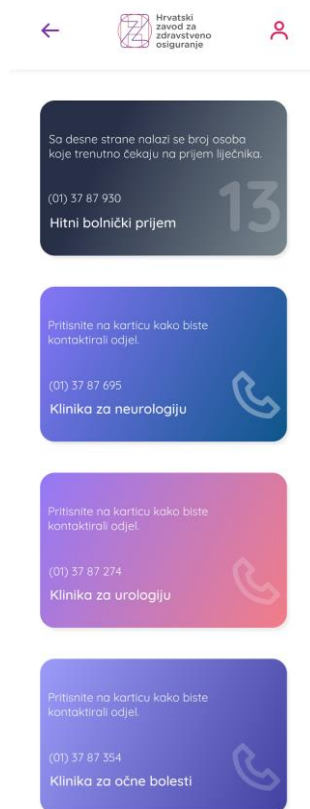 Hrvatski
zavod za
zdravstveno
osiguranje
Sa desne strane nalazi se broj osoba
koje trenutno čekaju na prijem liječnika.
(01) 37 87 930
Hitni bolnički prijem
13
Pritisnite na karticu kako biste
kontaktirali odjel.
(01) 37 87 695
Klinika za neurologiju
Pritisnite na karticu kako biste
kontaktirali odjel.
(01) 37 87 274
Klinika za urologiju
Pritisnite na karticu kako biste
kontaktirali odjel.
(01) 37 87 354
Klinika za očne bolesti